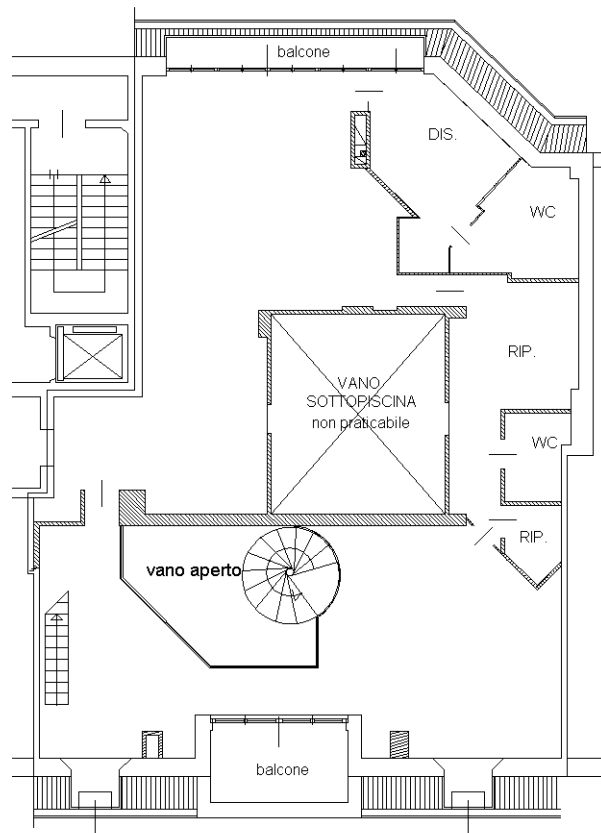 balcone
DIS.
WC
RIP.
VANO
SOTTOPISCINA
non praticabile
WC
RIP.
vano aperto
balcone